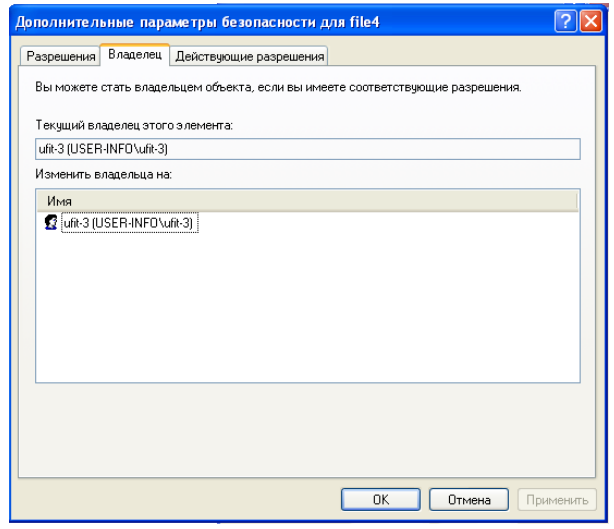 Дополнительные параметры безопасности для file4
Разрешения Владелец Действующие разрешения
Вы можете стать владельцем объекта, если вы имеете соответствующие разрешения.
Текущий владелец этого элемента:
ufit-3 (USER-INFO\ufit-3)
Изменить владельца на:
Имя
ufit-3 (USER-INFO\ufit-3)
OK Отмена Применить